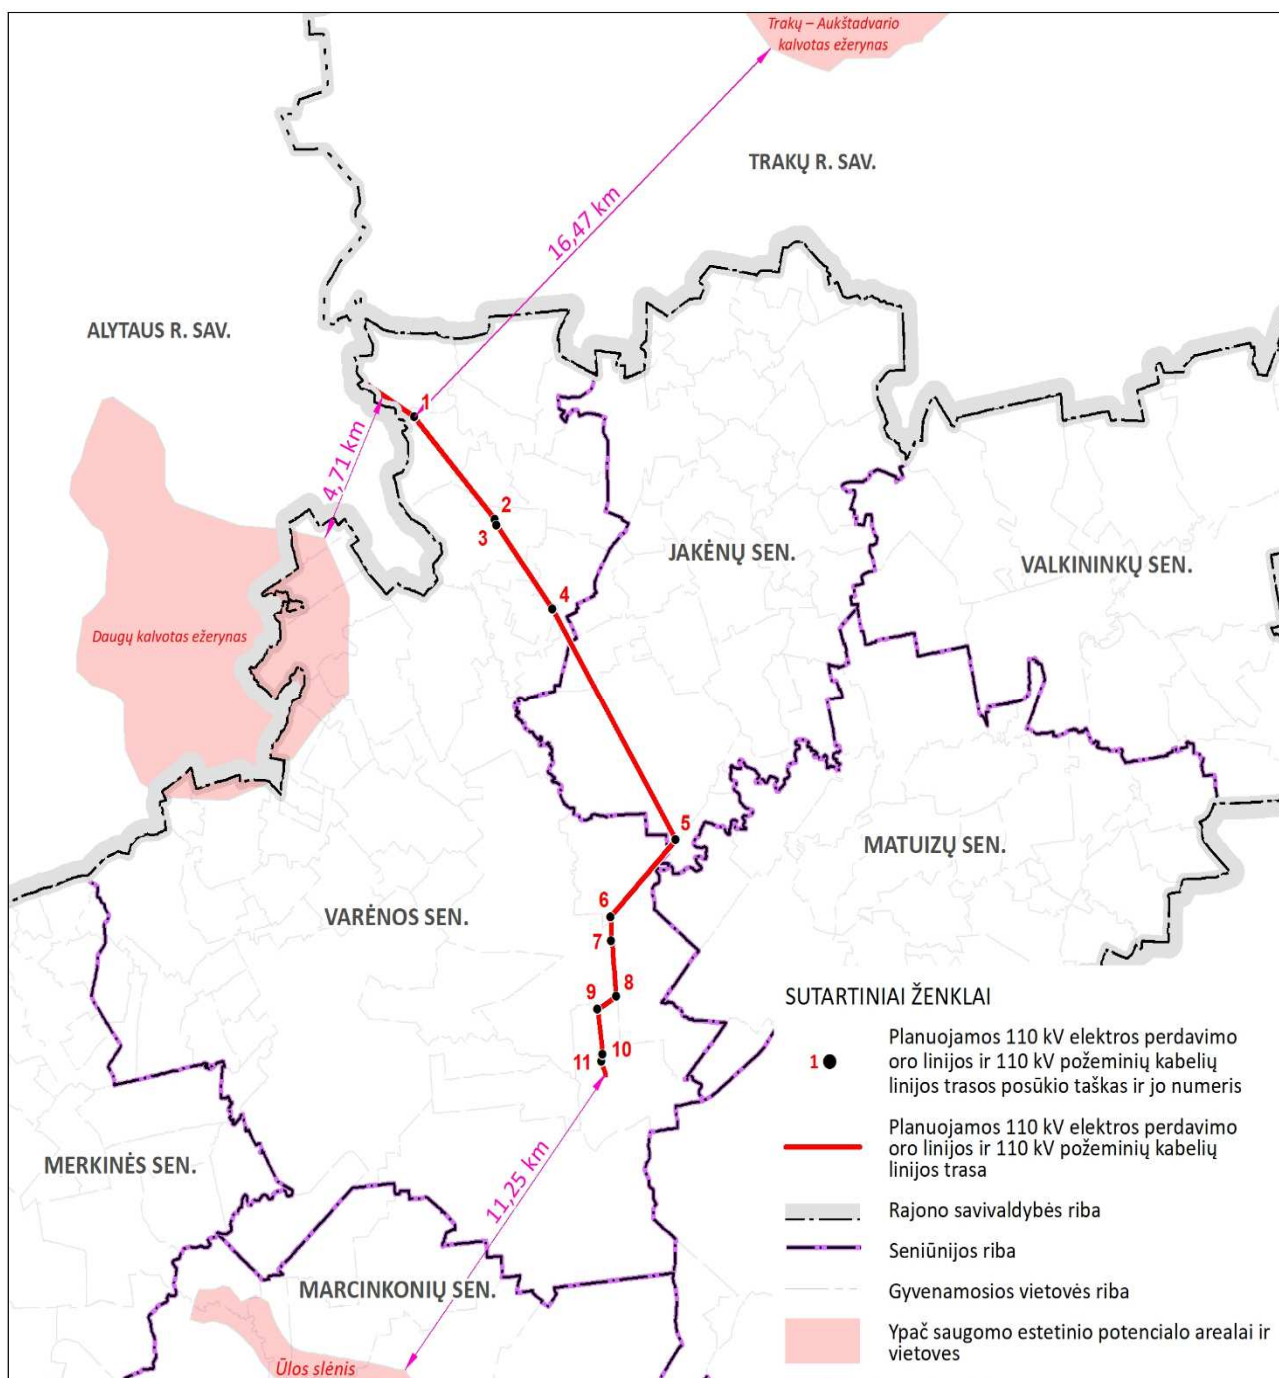 Trakų – Aukštadvario
kalvotas ežerynas
TRAKŲ R. SAV.
16,47 km
ALYTAUS R. SAV.
1
4,71 km
2
3
JAKĖNŲ SEN.
VALKININKŲ SEN.
4
Daugų kalvotas ežerynas
5
MATUIZŲ SEN.
6
VARĖNOS SEN.
7
8
9
10
11
11,25 km
MERKINĖS SEN.
MARCINKONIŲ SEN.
Ūlos slėnis
SUTARTINIAI ŽENKLAI
1
Planuojamos 110 kV elektros perdavimo
oro linijos ir 110 kV požeminių kabelių
linijos trasos posūkio taškas ir jo numeris
Planuojamos 110 kV elektros perdavimo
oro linijos ir 110 kV požeminių kabelių
linijos trasa
Rajono savivaldybės riba
Seniūnijos riba
Gyvenamosios vietovės riba
Ypač saugomo estetinio potencialo arealai ir
vietoves